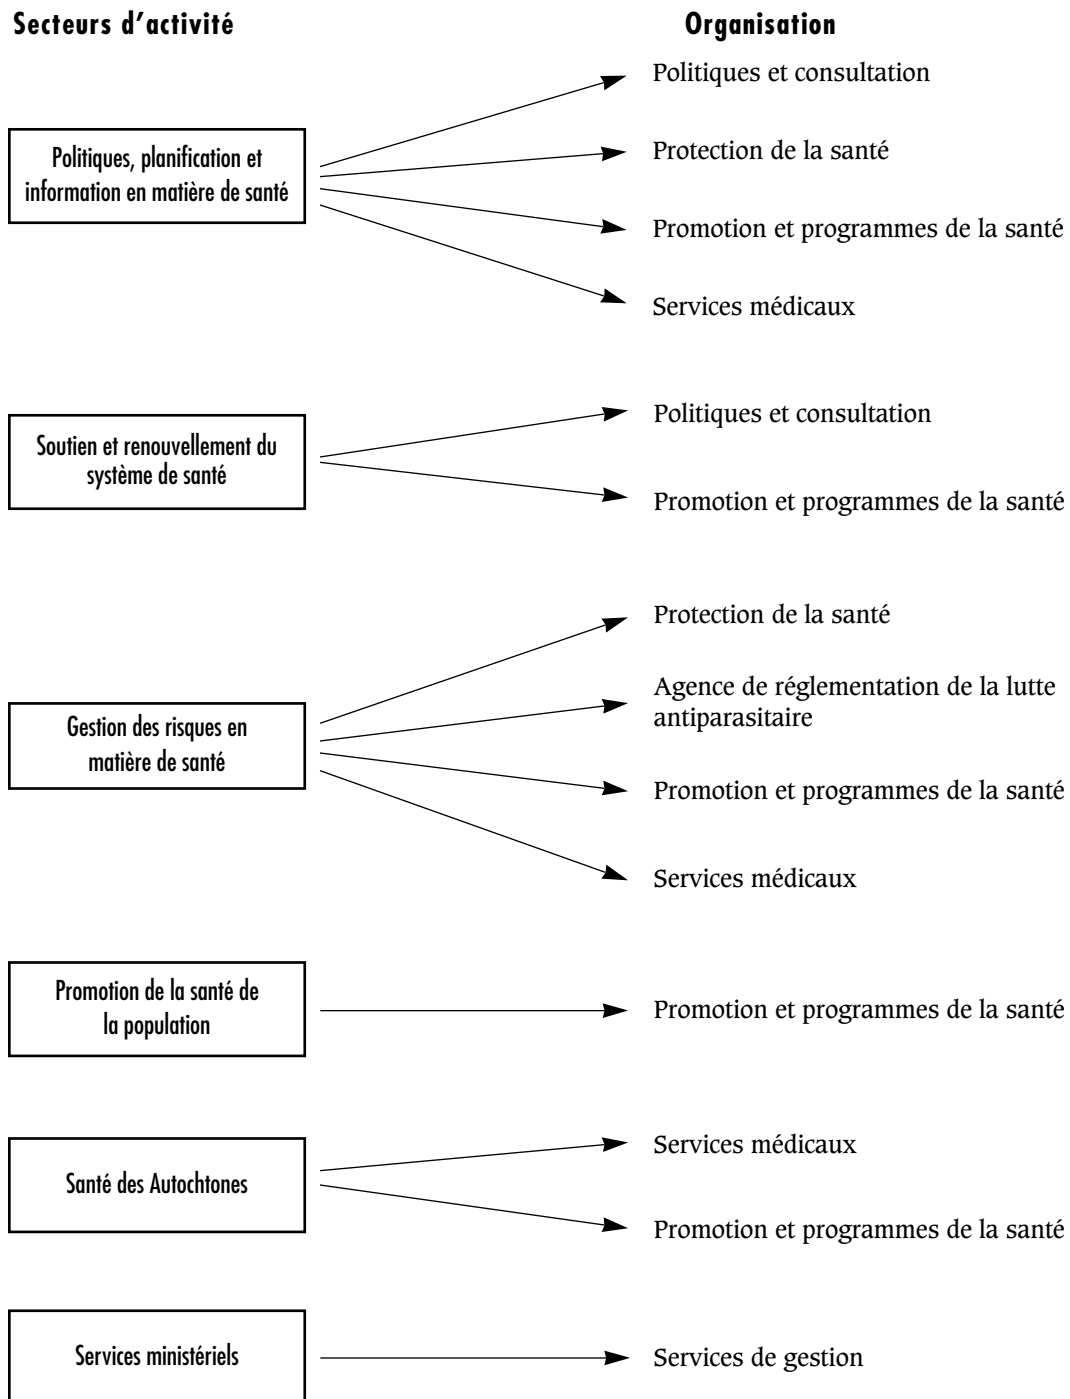 Secteurs d’activité
Organisation
Politiques, planification et
information en matière de santé
Politiques et consultation
Protection de la santé
Promotion et programmes de la santé
Services médicaux
Soutien et renouvellement du
système de santé
Politiques et consultation
Promotion et programmes de la santé
Gestion des risques en
matière de santé
Protection de la santé
Agence de réglementation de la lutte
antiparasitaire
Promotion et programmes de la santé
Services médicaux
Promotion de la santé de
la population
Promotion et programmes de la santé
Santé des Autochtones
Services médicaux
Promotion et programmes de la santé
Services ministériels
Services de gestion